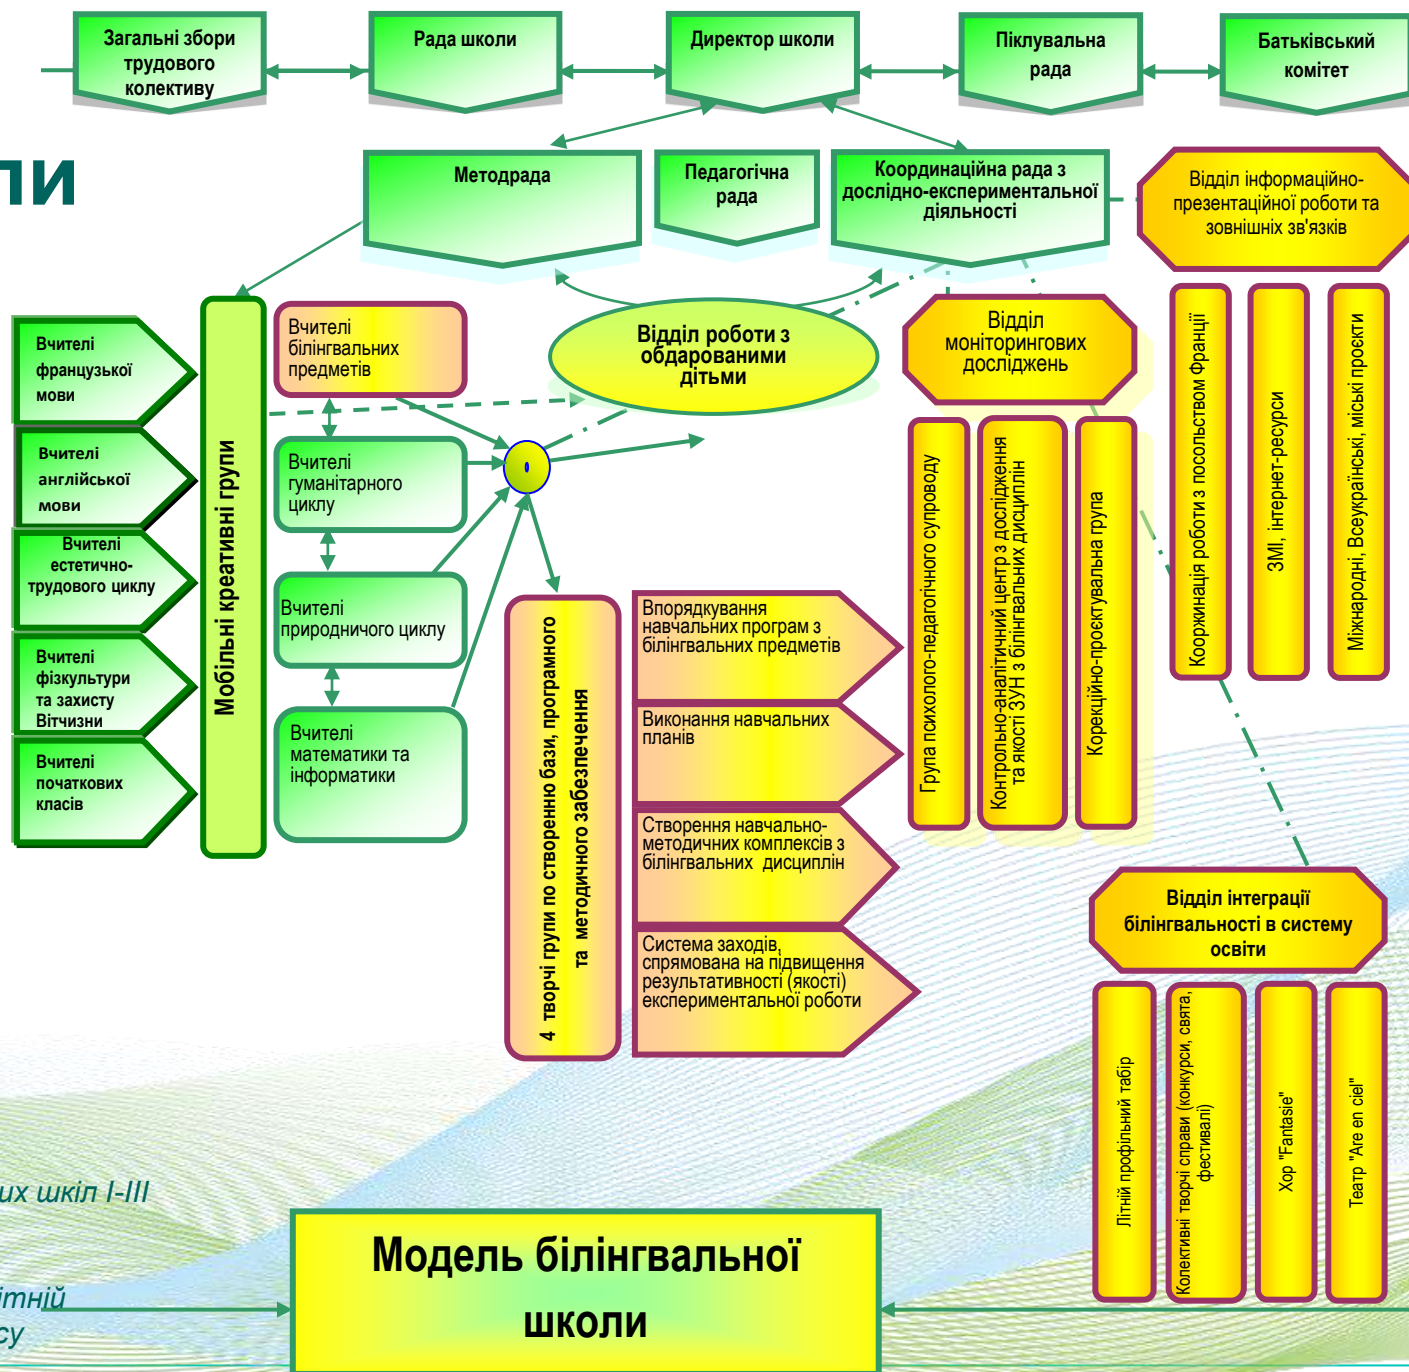 Загальні збори
трудового
колективу
Рада школи
Директор школи
Піклувальна
рада
Батьківський
комітет
ли
Методрада
Педагогічна
рада
Координаційна рада з
дослідно-експериментальної
діяльності
Відділ інформаційно-
презентаційної роботи та
зовнішніх зв'язків
Вчителі
французької
мови
Вчителі
англійської
мови
Вчителі
естетично-
трудового циклу
Вчителі
фізкультури
та захисту
Вітчизни
Вчителі
початкових
класів
Мобільні креативні групи
Вчителі
білінгвальних
предметів
Вчителі
гуманітарного
циклу
Вчителі
природничого циклу
Вчителі
математики та
інформатики
Відділ роботи з
обдарованими
дітьми
Відділ
моніторингових
досліджень
Група психолого-педагогічного супроводу
Контрольно-аналітичний центр з дослідження
та якості ЗУН з білінгвальних дисциплін
Корекційно-проєктувальна група
Кооржинація роботи з посольством Франції
ЗМІ, інтернет-ресурси
Міжнародні, Всеукраїнські, міські проєкти
4 творчі групи по створенню бази, програмного
та методичного забезпечення
Впорядкування
навчальних програм з
білінгвальних предметів
Виконання навчальних
планів
Створення навчально-
методичних комплексів з
білінгвальних дисциплін
Система заходів,
спрямована на підвищення
результативності (якості)
експериментальної роботи
Відділ інтеграції
білінгвальності в систему
освіти
Літній профільний табір
Колективні творчі справи (конкурси, свята,
фестивалі)
Хор "Fantasie"
Театр "Are en ciel"
их шкіл І-ІІІ
ітній
су
Модель білінгвальної
школи